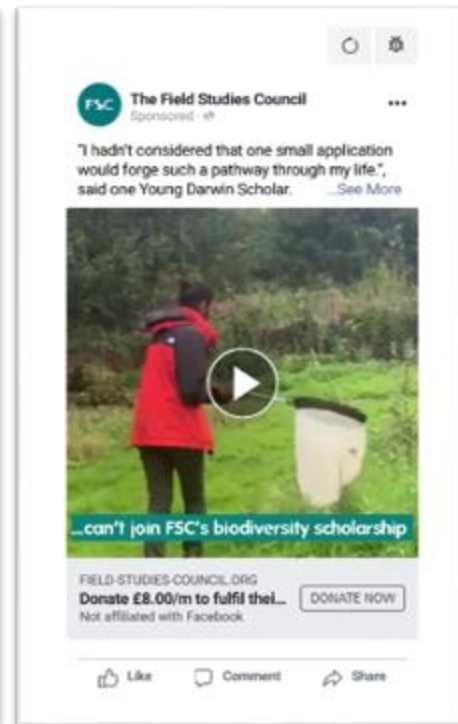 FSC
The Field Studies Council
Sponsored
"I hadn't considered that one small application
would forge such a pathway through my life.",
said one Young Darwin Scholar. ...See More
...can't join FSC's biodiversity scholarship
FIELD-STUDIES-COUNCIL.ORG
Donate £8.00/m to fulfil thei...
DONATE NOW
Not affiliated with Facebook
Like Comment Share